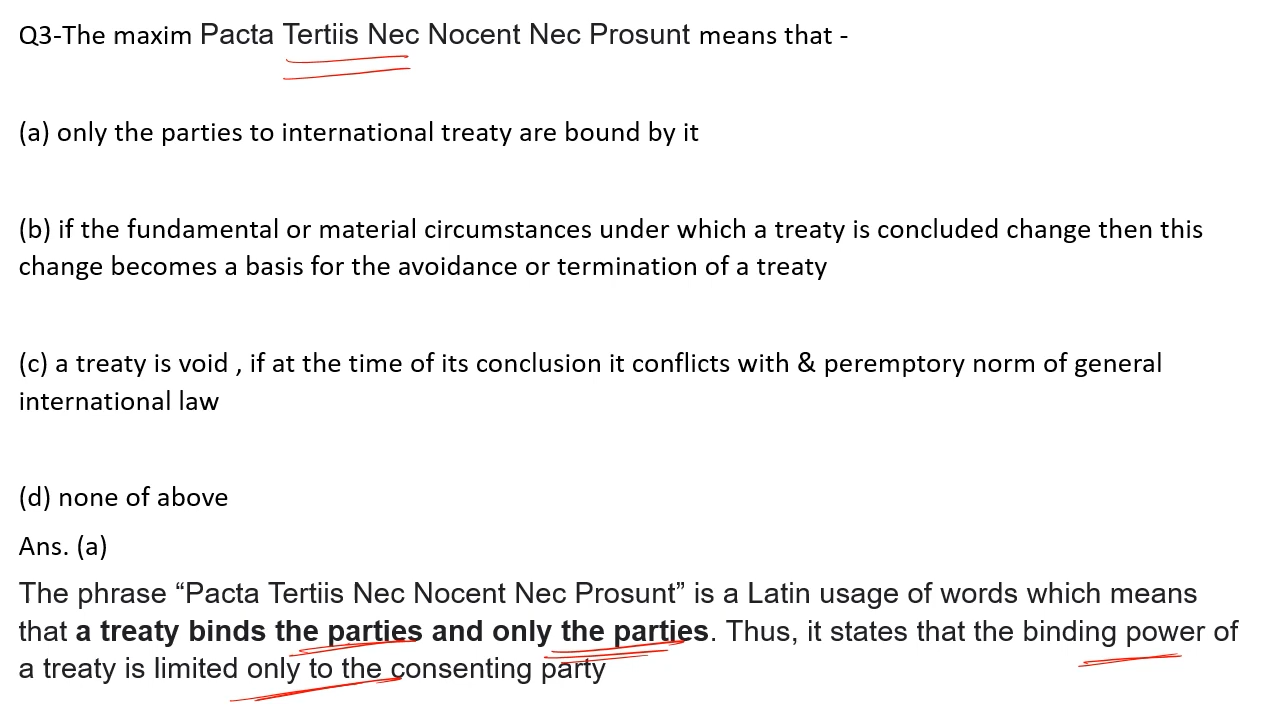 Q3-The maxim Pacta Tertiis Nec Nocent Nec Prosunt means that -
(a) only the parties to international treaty are bound by it
(b) if the fundamental or material circumstances under which a treaty is concluded change then this
change becomes a basis for the avoidance or termination of a treaty
(c) a treaty is void , if at the time of its conclusion it conflicts with & peremptory norm of general
international law
(d) none of above
Ans. (a)
The phrase “Pacta Tertiis Nec Nocent Nec Prosunt” is a Latin usage of words which means
that a treaty binds the parties and only the parties. Thus, it states that the binding power of
a treaty is limited only to the consenting party